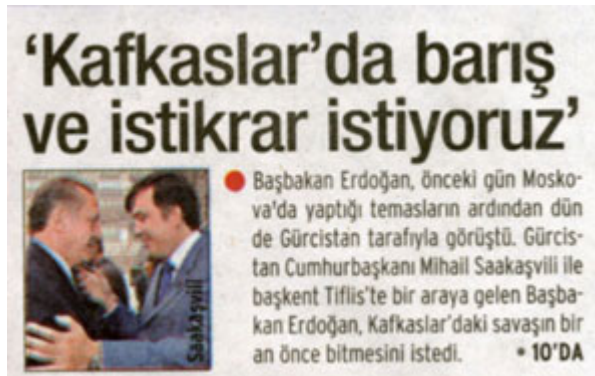 ‘Kafkaslar’da barış
ve istikrar istiyoruz’
Saakaşvili
● Başbakan Erdoğan, önceki gün Mosko-
va'da yaptığı temasların ardından dün
de Gürcistan tarafıyla görüştü. Gürcis-
tan Cumhurbaşkanı Mihail Saakaşvili ile
başkent Tiflis'te bir araya gelen Başba-
kan Erdoğan, Kafkaslar'daki savaşın bir
an önce bitmesini istedi. • 10'DA